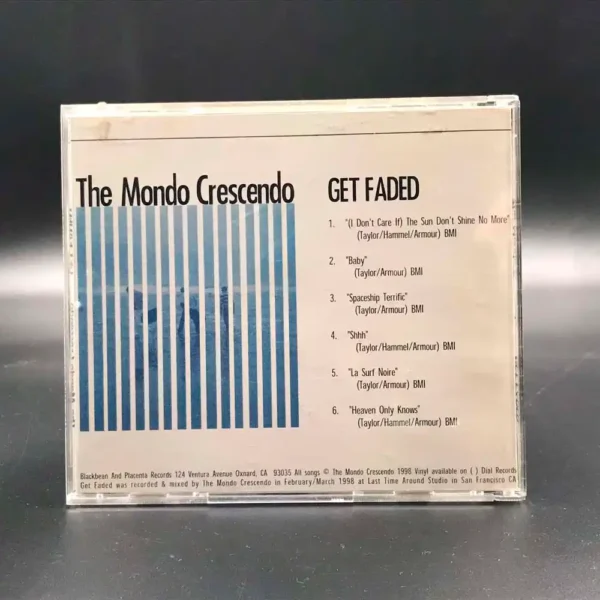 The Mondo Crescendo
GET FADED
1. "(I Don't Care If) The Sun Don't Shine No More"
(Taylor/Hammel/Armour) BMI
2. "Baby"
(Taylor/Armour) BMI
3. "Spaceship Terrific"
(Taylor/Armour) BMI
4. "Shhh"
(Taylor/Hammel/Armour) BMI
5. "La Surf Noire"
(Taylor/Armour) BMI
6. "Heaven Only Knows"
(Taylor/Hammel/Armour) BMI
Blackbean And Placenta Records 124 Ventura Avenue Oxnard, CA 93035 All songs © The Mondo Crescendo 1998 Vinyl available on ( ) Dial Records
Get Faded was recorded & mixed by The Mondo Crescendo in February/March 1998 at Last Time Around Studio in San Francisco CA